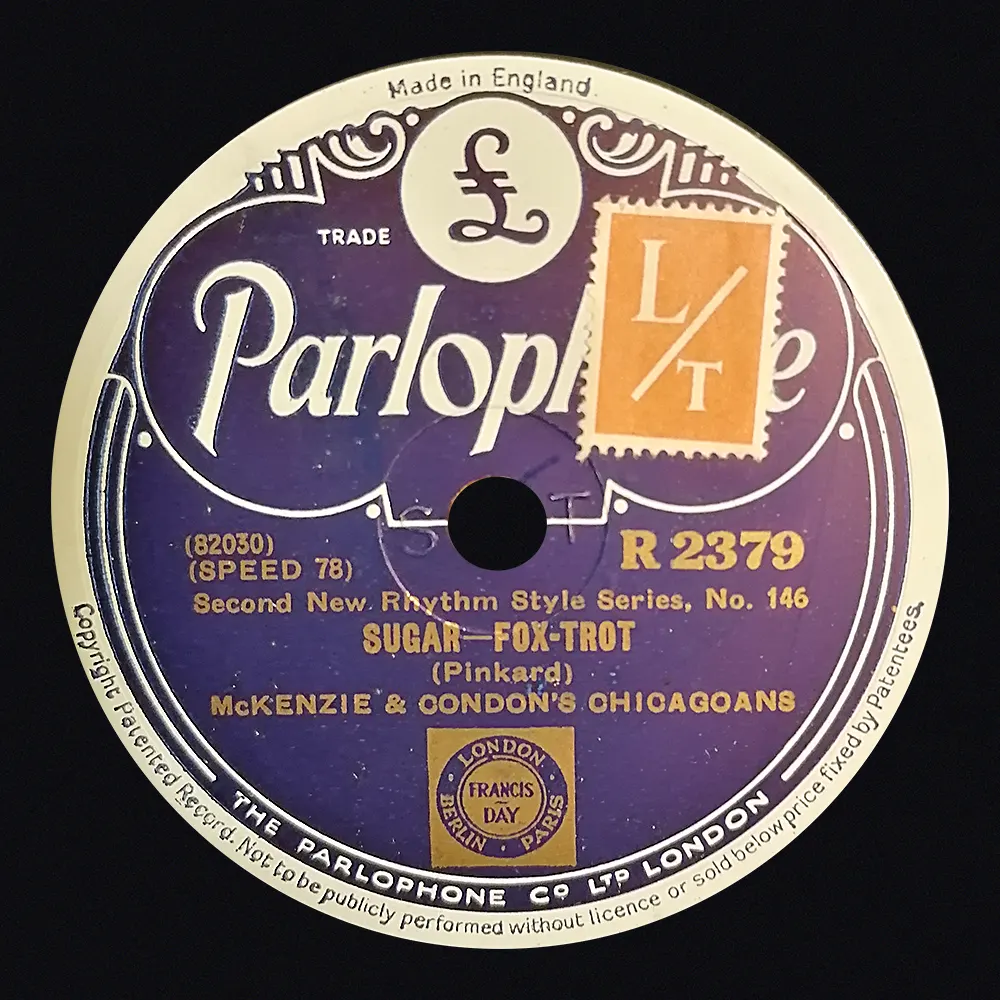 Made in England.
£
TRADE
L/T
Parloph e
S T
(82030)
R 2379
(SPEED 78)
Second New Rhythm Style Series, No. 146
SUGAR—FOX-TROT
(Pinkard)
McKENZIE & CONDON'S CHICAGOANS
LONDON
FRANCIS
~
DAY
BERLIN · PARIS
THE PARLOPHONE Co LTD LONDON
Copyright Patented Record. Not to be publicly performed without licence or sold below price fixed by Patentees.